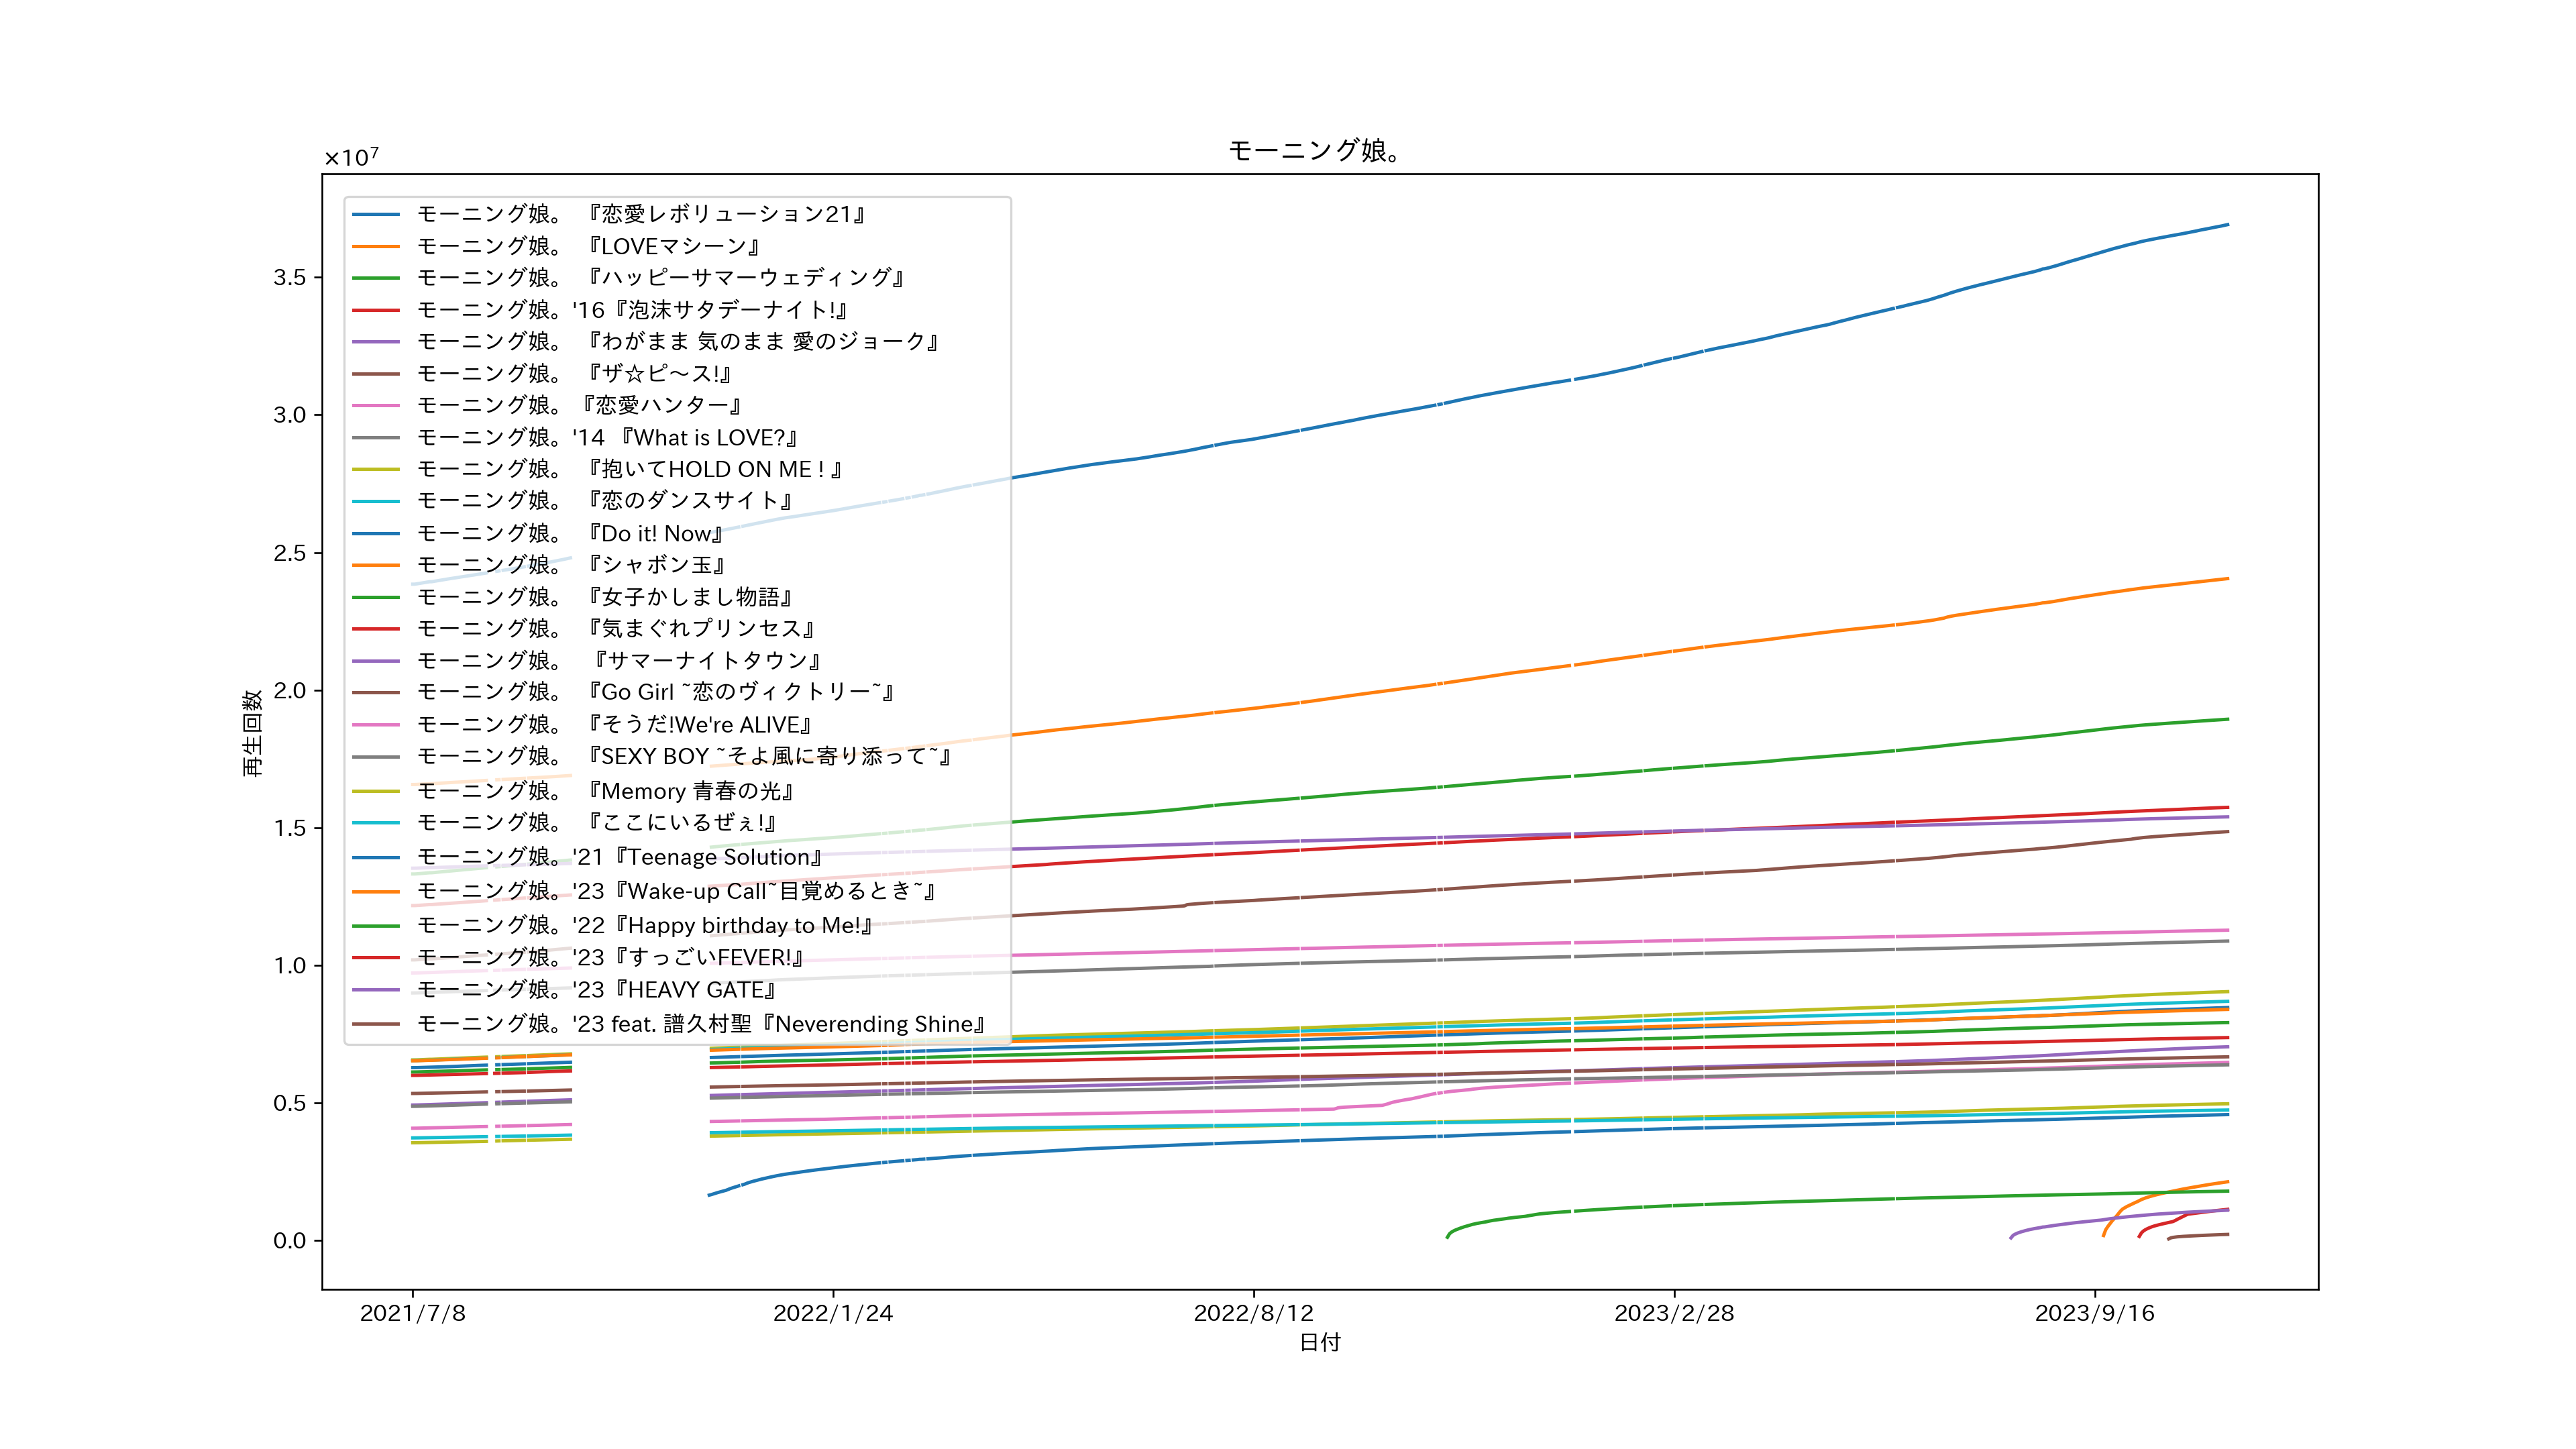 モーニング娘。
×10⁷
モーニング娘。 『恋愛レボリューション21』
モーニング娘。 『LOVEマシーン』
モーニング娘。 『ハッピーサマーウェディング』
モーニング娘。'16『泡沫サタデーナイト!』
モーニング娘。 『わがまま 気のまま 愛のジョーク』
モーニング娘。 『ザ☆ピ〜ス!』
モーニング娘。『恋愛ハンター』
モーニング娘。'14 『What is LOVE?』
モーニング娘。 『抱いてHOLD ON ME ! 』
モーニング娘。 『恋のダンスサイト』
モーニング娘。 『Do it! Now』
モーニング娘。 『シャボン玉』
モーニング娘。 『女子かしまし物語』
モーニング娘。 『気まぐれプリンセス』
モーニング娘。 『サマーナイトタウン』
モーニング娘。 『Go Girl ~恋のヴィクトリー~』
モーニング娘。 『そうだ!We're ALIVE』
モーニング娘。 『SEXY BOY ~そよ風に寄り添って~』
モーニング娘。 『Memory 青春の光』
モーニング娘。 『ここにいるぜぇ!』
モーニング娘。'21『Teenage Solution』
モーニング娘。'23『Wake-up Call~目覚めるとき~』
モーニング娘。'22『Happy birthday to Me!』
モーニング娘。'23『すっごいFEVER!』
モーニング娘。'23『HEAVY GATE』
モーニング娘。'23 feat. 譜久村聖『Neverending Shine』
3.5
3.0
2.5
2.0
1.5
1.0
0.5
0.0
再生回数
2021/7/8
2022/1/24
2022/8/12
2023/2/28
2023/9/16
日付